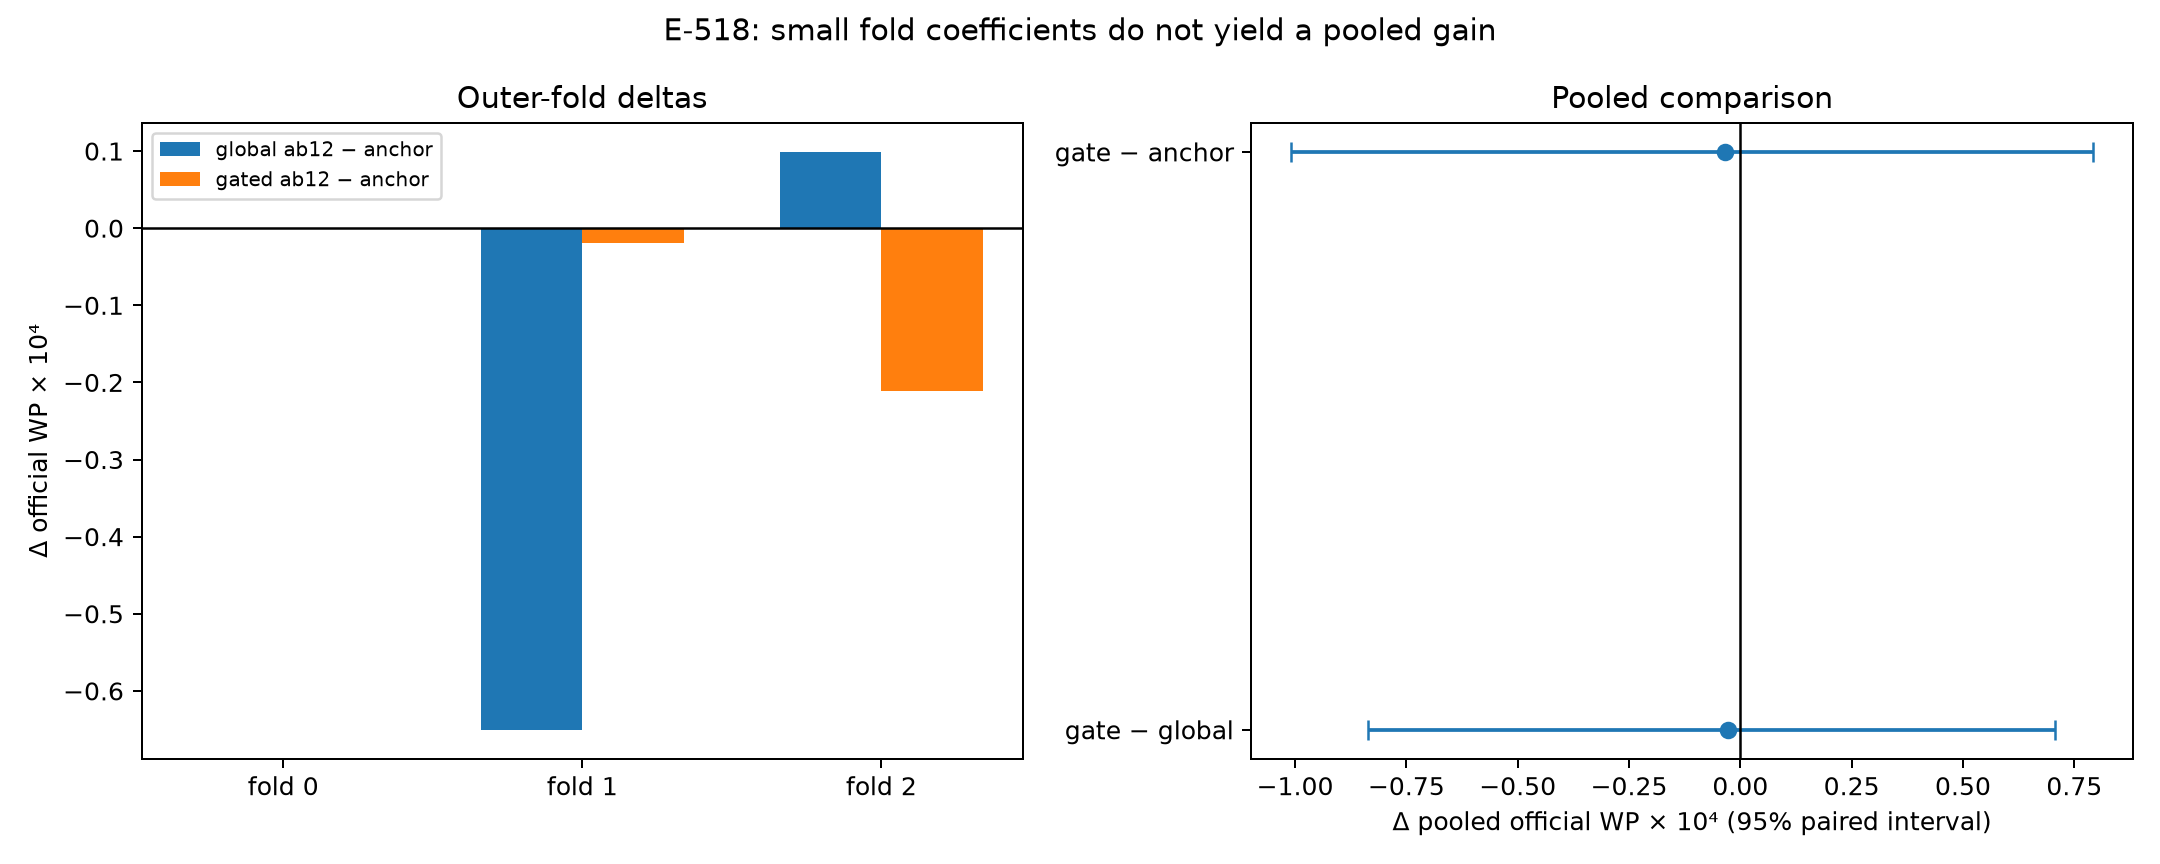 E-518: small fold coefficients do not yield a pooled gain
Outer-fold deltas
global ab12 − anchor
gated ab12 − anchor
0.1
0.0
−0.1
−0.2
−0.3
−0.4
−0.5
−0.6
Δ official WP × 10⁴
fold 0
fold 1
fold 2
Pooled comparison
gate − anchor
gate − global
−1.00
−0.75
−0.50
−0.25
0.00
0.25
0.50
0.75
Δ pooled official WP × 10⁴ (95% paired interval)